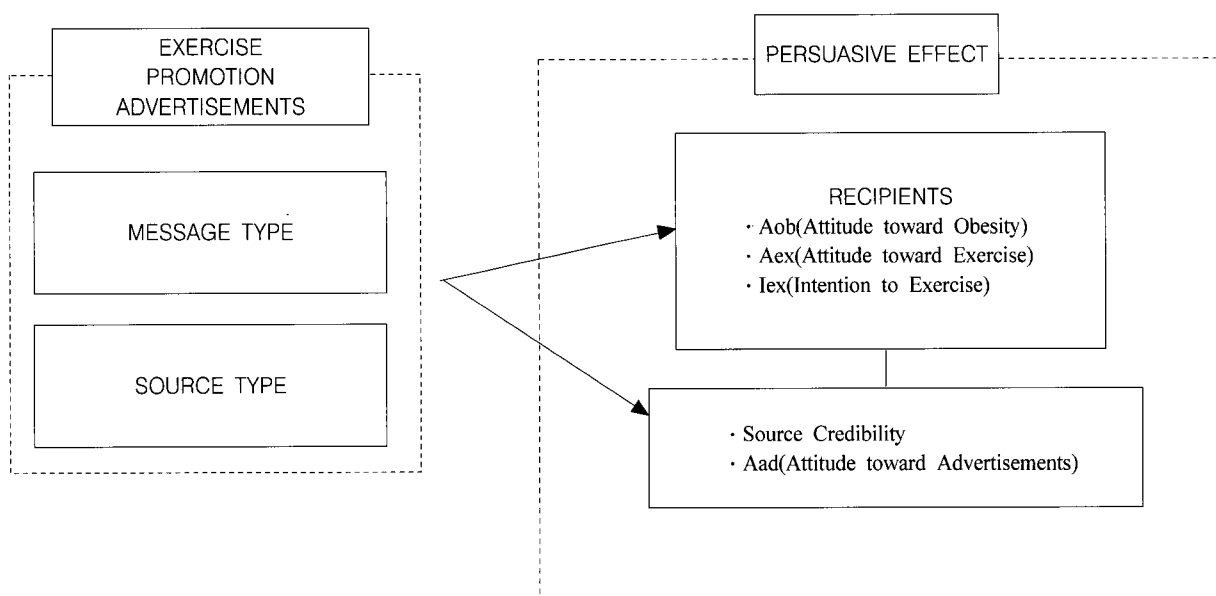 EXERCISE
PROMOTION
ADVERTISEMENTS
MESSAGE TYPE
SOURCE TYPE
PERSUASIVE EFFECT
RECIPIENTS
· Aob(Attitude toward Obesity)
· Aex(Attitude toward Exercise)
· Iex(Intention to Exercise)
· Source Credibility
· Aad(Attitude toward Advertisements)